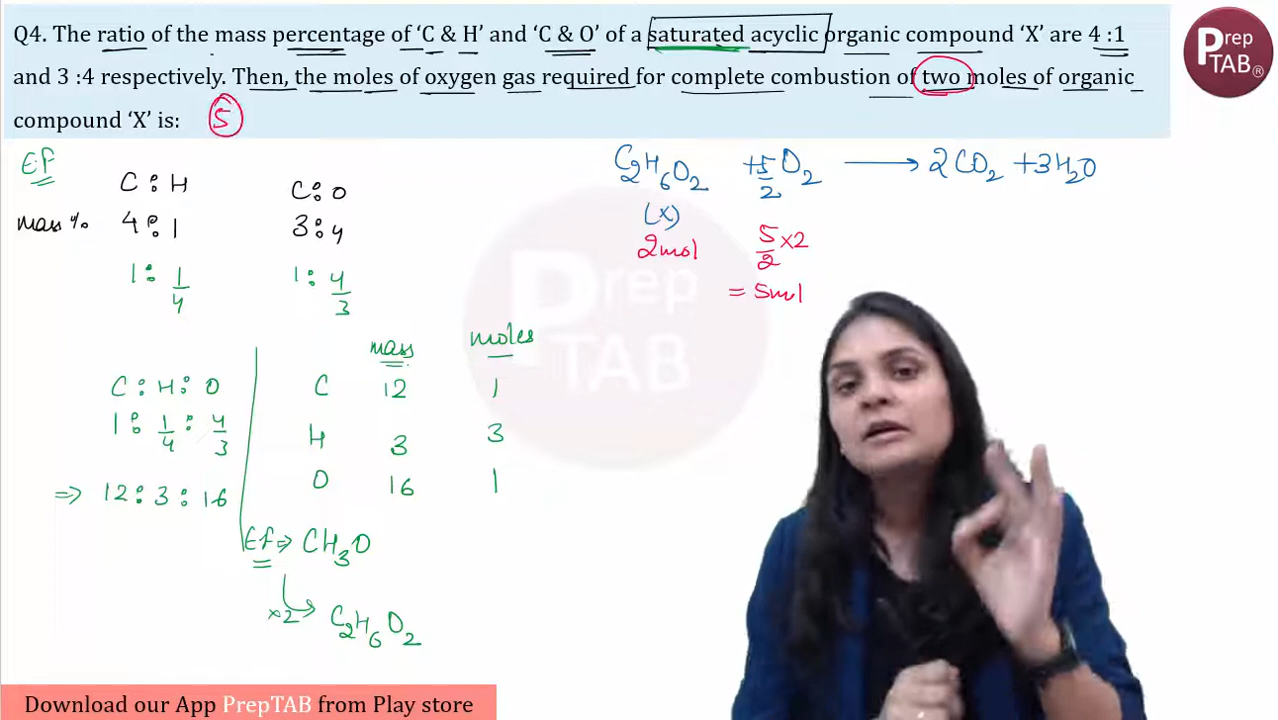 Q4. The ratio of the mass percentage of 'C & H' and 'C & O' of a saturated acyclic organic compound 'X' are 4 :1
and 3 :4 respectively. Then, the moles of oxygen gas required for complete combustion of two moles of organic
compound 'X' is: 5
Prep
TAB®
Ef
C : H
C : O
mass % 4 : 1
3 : 4
1 : 1/4
1 : 4/3
C2H6O2 + 5/2 O2 → 2CO2 + 3H2O
(X)
2mol
5/2 ×2
= 5mol
Prep
TAB
mass moles
C : H : O
1 : 1/4 : 4/3
⇒ 12 : 3 : 16
C 12 1
H 3 3
O 16 1
Ef ⇒ CH3O
×2 → C2H6O2
Download our App PrepTAB from Play store